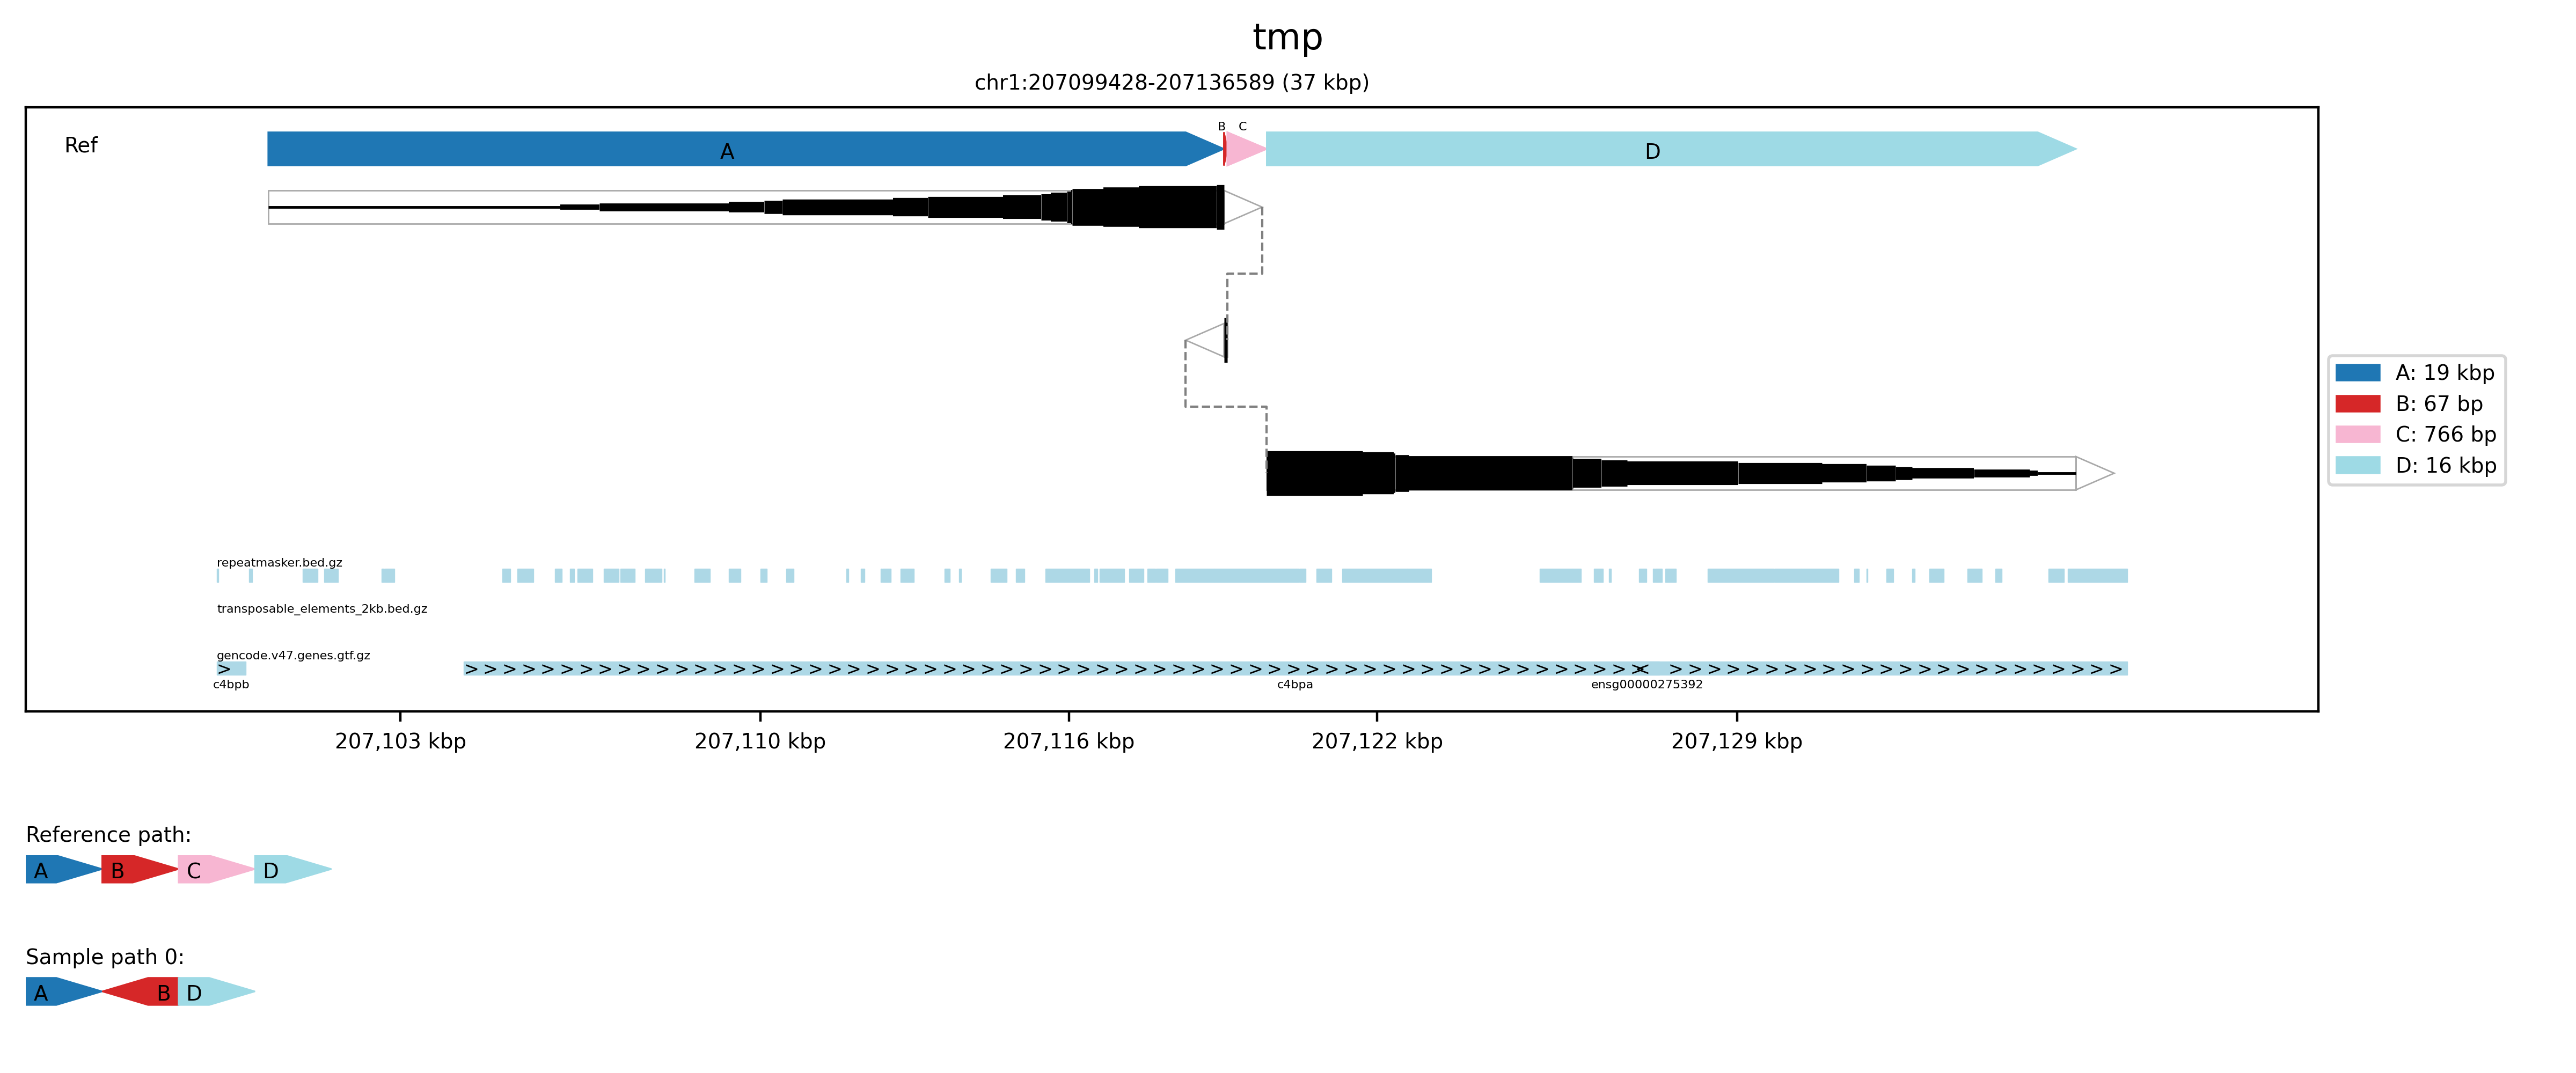 tmp
chr1:207099428-207136589 (37 kbp)
Ref
B C
A
D
A: 19 kbp
B: 67 bp
C: 766 bp
D: 16 kbp
repeatmasker.bed.gz
transposable_elements_2kb.bed.gz
gencode.v47.genes.gtf.gz
c4bpb
c4bpa
ensg00000275392
207,103 kbp
207,110 kbp
207,116 kbp
207,122 kbp
207,129 kbp
Reference path:
A B C D
Sample path 0:
A B D